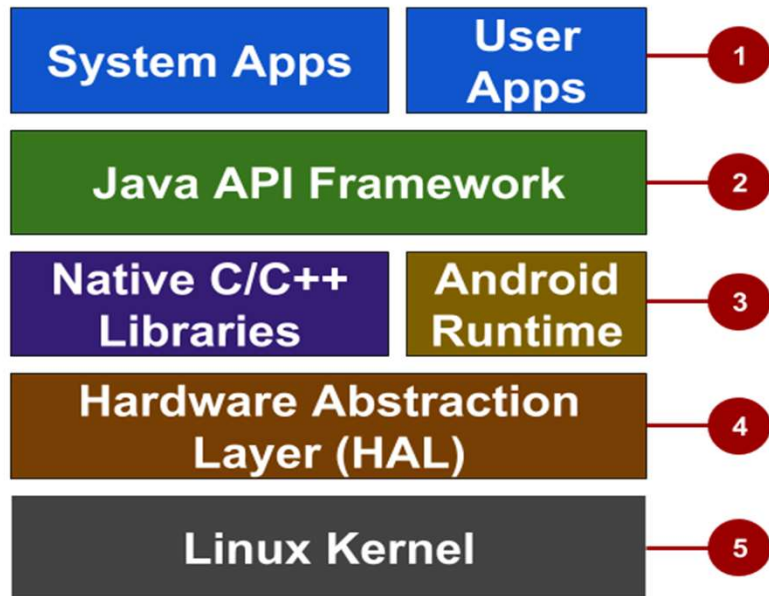 System Apps
User
Apps
1
Java API Framework
2
Native C/C++
Libraries
Android
Runtime
3
Hardware Abstraction
Layer (HAL)
4
Linux Kernel
5